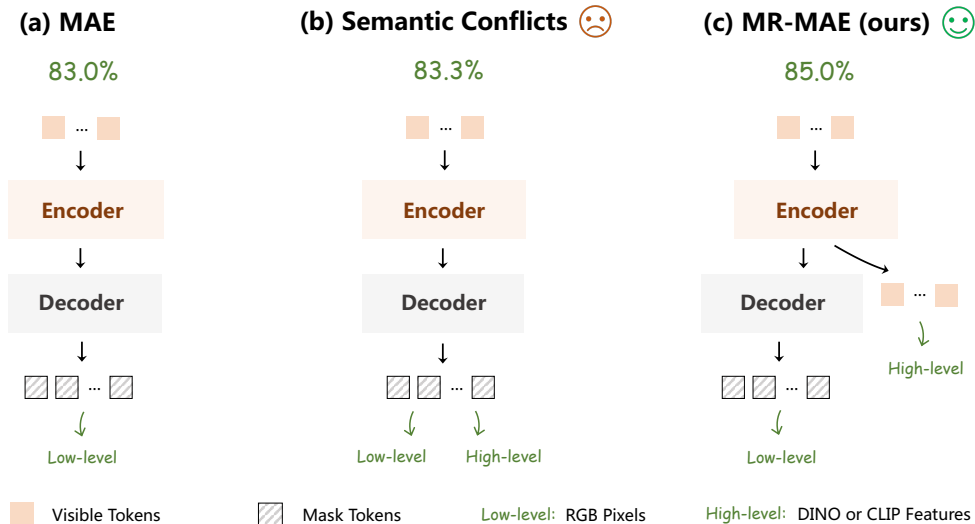 (a) MAE
83.0%
...
Encoder
Decoder
...
Low-level
(b) Semantic Conflicts
83.3%
...
Encoder
Decoder
...
Low-level
High-level
(c) MR-MAE (ours)
85.0%
...
Encoder
Decoder
...
High-level
...
Low-level
Visible Tokens
Mask Tokens
Low-level: RGB Pixels
High-level: DINO or CLIP Features